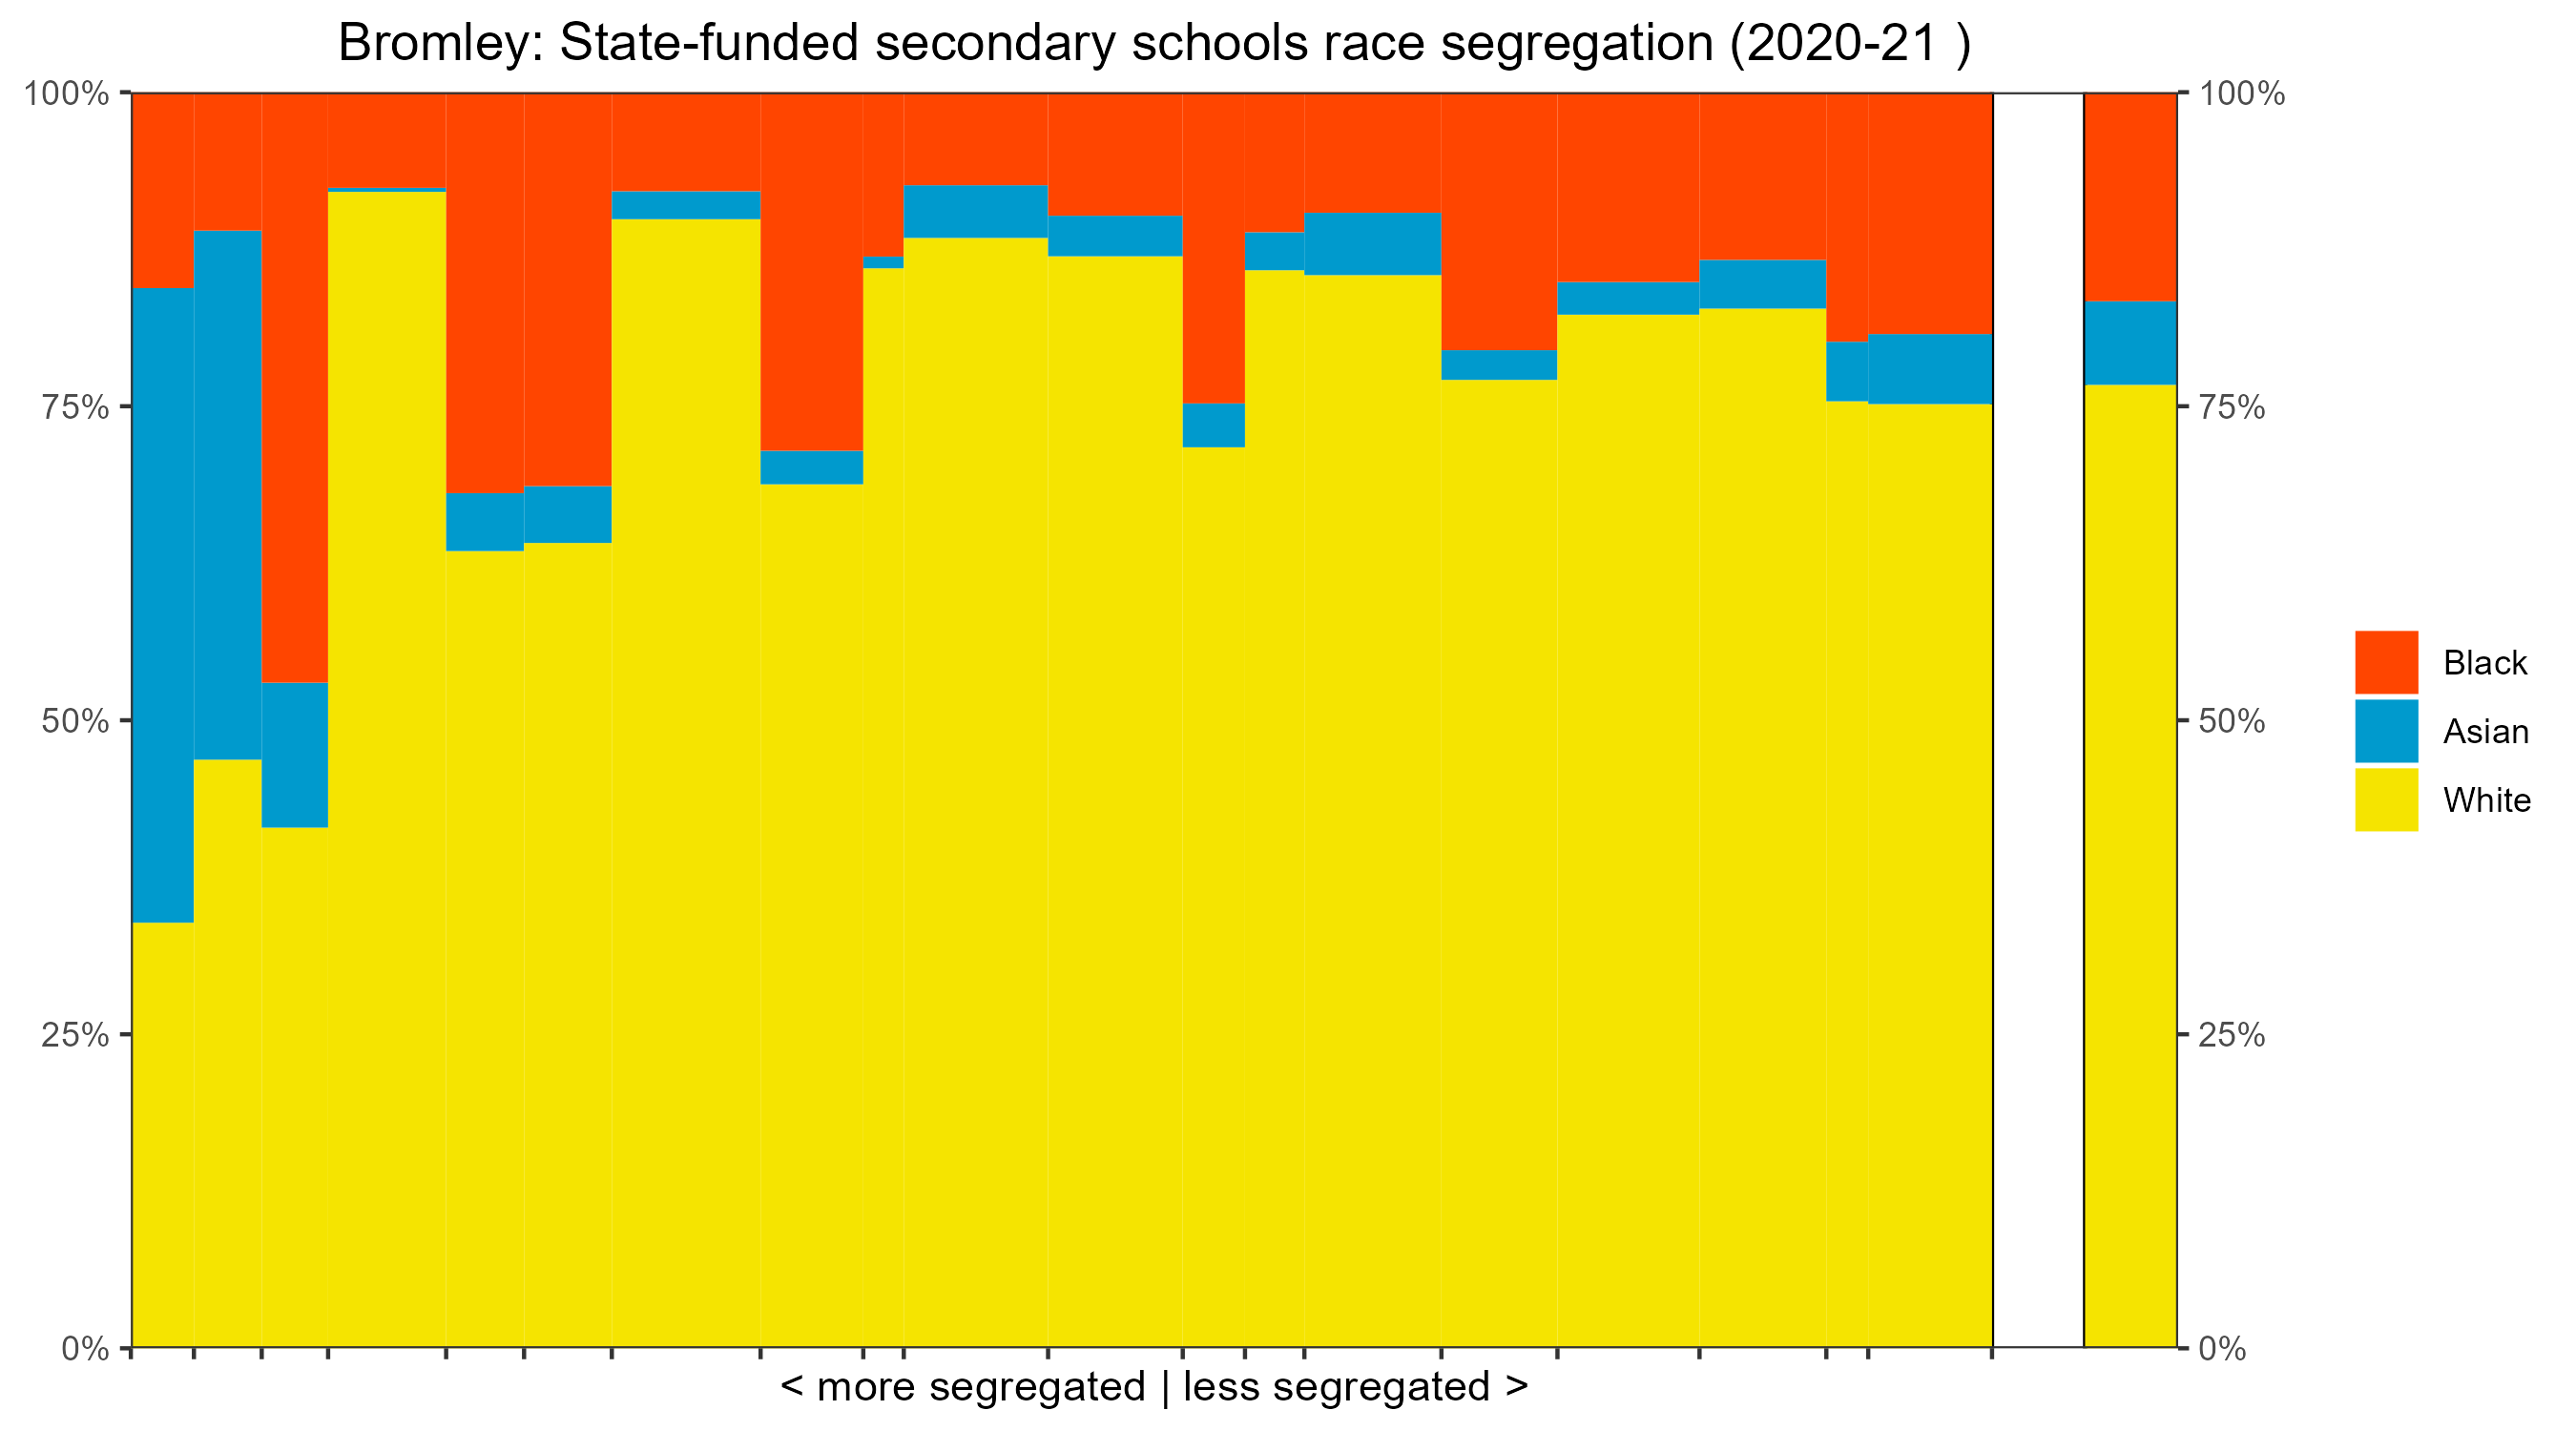 Bromley: State-funded secondary schools race segregation (2020-21 )
100%
75%
50%
25%
0%
100%
75%
50%
25%
0%
Black
Asian
White
< more segregated | less segregated >